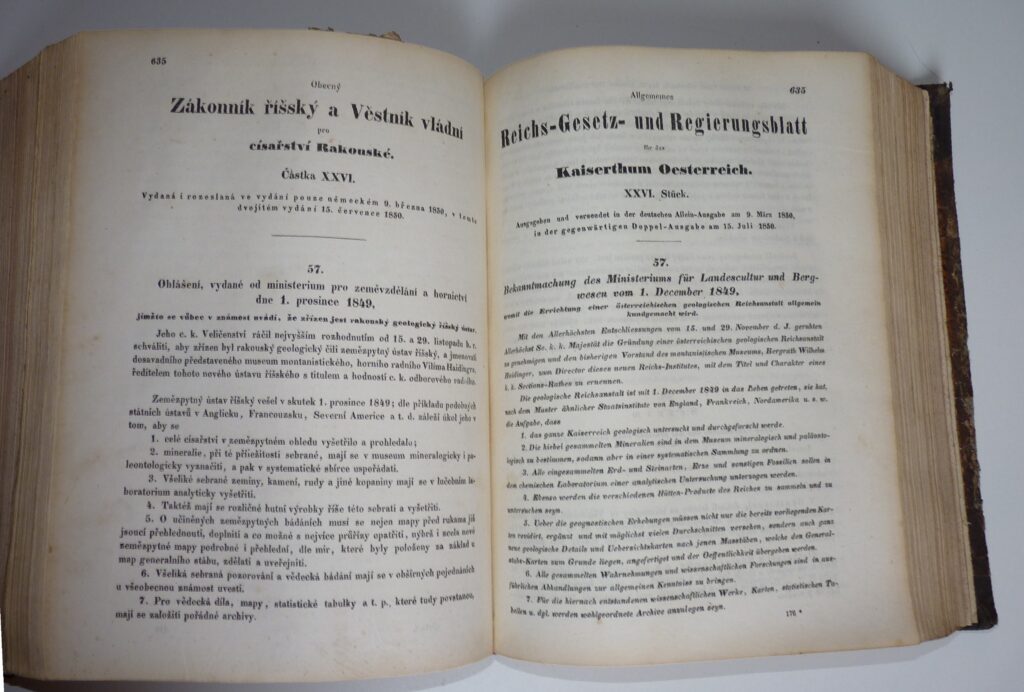 635
Obecný
Zákonník říšský a Věstník vládní
pro
císařství Rakouské.
Částka XXVI.
Vydaná i rozeslaná ve vydání pouze německém 9. března 1850, v tomto
dvojitém vydání 15. července 1850.
57.
Ohlášení, vydané od ministerium pro zeměvzdělání a hornictví
dne 1. prosince 1849,
jímžto se vůbec v známost uvádí, že zřízen jest rakouský geologický říšský ústav.
Jeho c. k. Veličenství ráčil nejvyšším rozhodnutím od 15. a 29. listopadu b. r.
schváliti, aby zřízen byl rakouský geologický čili zemězpytný ústav říšský, a jmenovati
dosavadního představeného museum montanistického, horního radního Vilíma Haidingra,
ředitelem tohoto nového ústavu říšského s titulem a hodností c. k. odborového radního.
Zemězpytný ústav říšský vešel v skutek 1. prosince 1849; dle příkladu podobných
státních ústavů v Anglicku, Francouzsku, Severní Americe a t. d. záleží úkol jeho v
tom, aby se
1. celé císařství v zemězpytném ohledu vyšetřilo a prohledalo;
2. mineralie, při té příležitosti sebrané, mají se v museum mineralogicky i pa-
leontologicky vyznačiti, a pak v systematické sbírce uspořádati.
3. Všeliké sebrané zeminy, kamení, rudy a jiné kopaniny mají se v lučebním la-
boratorium analyticky vyšetřiti.
4. Taktéž mají se rozličné hutní výrobky říše této sebrati a vyšetřiti.
5. O učiněných zemězpytných bádáních musí se nejen mapy před rukama již
jsoucí přehlednouti, doplniti a co možné s nejvíce průřizy opatřiti, nýbrž i scela nové
zemězpytné mapy podrobní i přehlední, dle měr, které byly položeny za základ u
map generalního štábu, zdělati a uveřejniti.
6. Všeliká sebraná pozorování a vědecká bádání mají se v obšírných pojednáních
u všeobecnou známost uvesti.
7. Pro vědecká díla, mapy, statistické tabulky a t. p., které tudy povstanou,
mají se založiti pořádné archivy.
635
Allgemeines
Reichs-Gesetz- und Regierungsblatt
für das
Kaiserthum Oesterreich.
XXVI. Stück.
Ausgegeben und versendet in der deutschen Allein-Ausgabe am 9. März 1850,
in der gegenwärtigen Doppel-Ausgabe am 15. Juli 1850.
57.
Bekanntmachung des Ministeriums für Landescultur und Berg-
wesen vom 1. December 1849,
womit die Errichtung einer österreichischen geologischen Reichsanstalt allgemein
kundgemacht wird.
Mit den Allerhöchsten Entschliessungen vom 15. und 29. November d. J. geruhten
Allerhöchst Se. k. k. Majestät die Gründung einer österreichischen geologischen Reichsanstalt
zu genehmigen und den bisherigen Vorstand des montanistischen Museums, Bergrath Wilhelm
Haidinger, zum Director dieses neuen Reichs-Institutes, mit dem Titel und Charakter eines
k. k. Sections-Rathes zu ernennen.
Die geologische Reichsanstalt ist mit 1. December 1849 in das Leben getreten, sie hat,
nach dem Muster ähnlicher Staatsinstitute von England, Frankreich, Nordamerika u. s. w.
die Aufgabe, dass
1. das ganze Kaiserreich geologisch untersucht und durchgeforscht werde.
2. Die hiebei gesammelten Mineralien sind in dem Museum mineralogisch und paläonto-
logisch zu bestimmen, sodann aber in einer systematischen Sammlung zu ordnen.
3. Alle eingesammelten Erd- und Steinarten, Erze und sonstigen Fossilien sollen in
den chemischen Laboratorium einer analytischen Untersuchung unterzogen werden.
4. Ebenso werden die verschiedenen Hütten-Producte des Reiches zu sammeln und zu
untersuchen seyn.
5. Ueber die geognostischen Erhebungen müssen nicht nur die bereits vorliegenden Kar-
ten revidirt, ergänzt und mit möglichst vielen Durchschnitten versehen, sondern auch ganz
neue geologische Details und Uebersichtskarten nach jenen Massstäben, welche den General-
stabs-Karten zum Grunde liegen, angefertiget und der Oeffentlichkeit übergeben werden.
6. Alle gesammelten Wahrnehmungen und wissenschaftlichen Forschungen sind in aus-
führlichen Abhandlungen zur allgemeinen Kenntniss zu bringen.
7. Für die hiernach entstandenen wissenschaftlichen Werke, Karten, statistischen Ta-
bellen u. dgl. werden wohlgeordnete Archive anzulegen seyn.
176 *